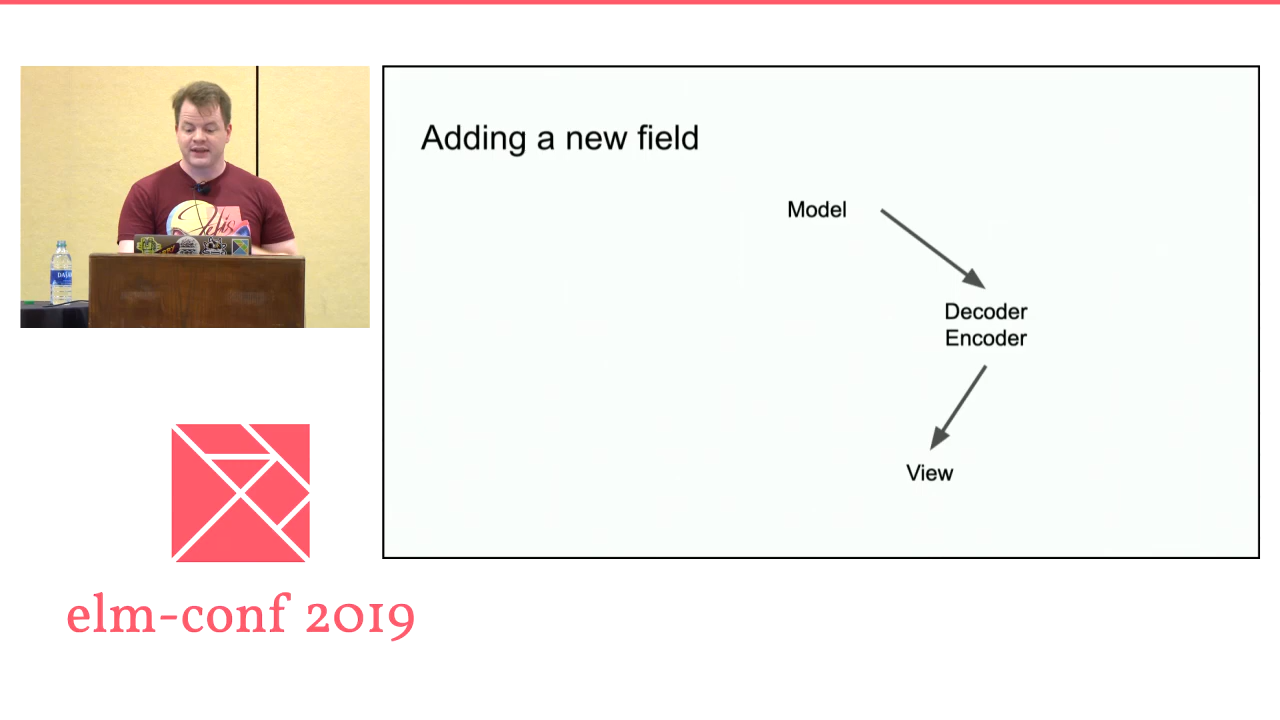 Adding a new field
Model
Decoder
Encoder
View
elm-conf 2019